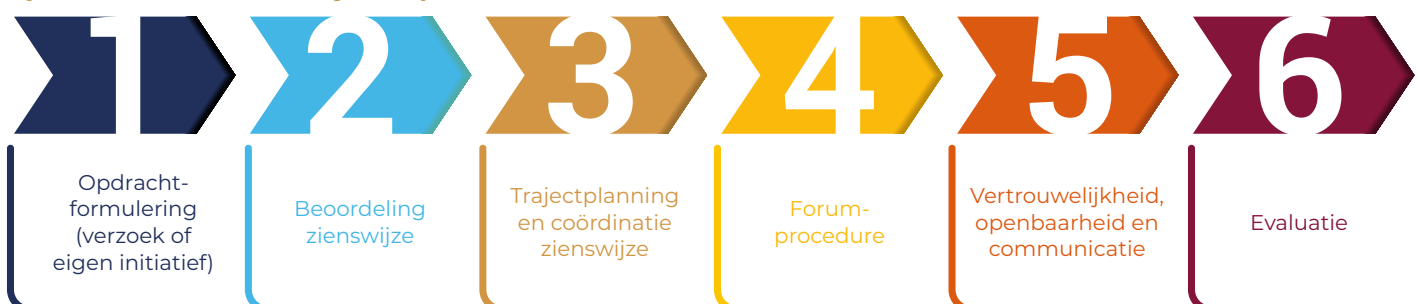 1
2
3
4
5
6
Opdracht-
formulering
(verzoek of
eigen initiatief)
Beoordeling
zienswijze
Trajectplanning
en coördinatie
zienswijze
Forum-
procedure
Vertrouwelijkheid,
openbaarheid en
communicatie
Evaluatie